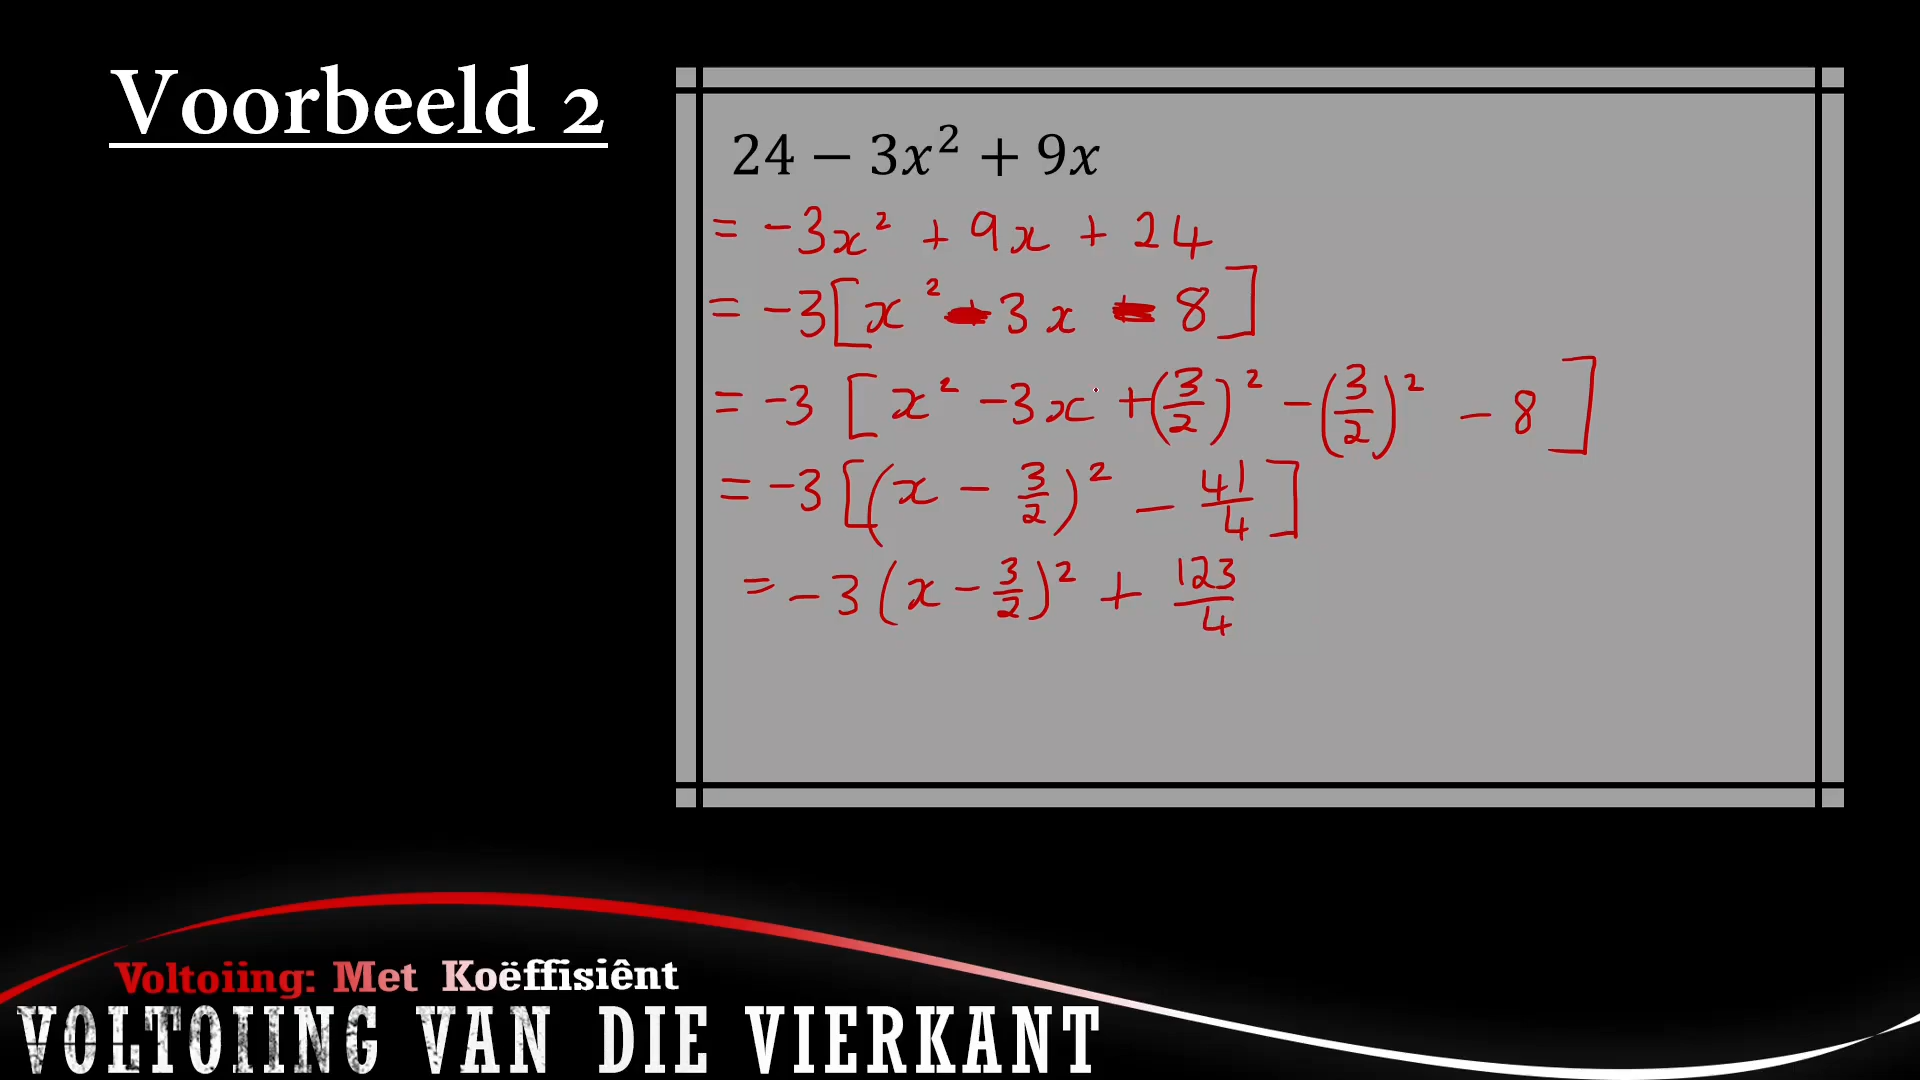 Voorbeeld 2
24 − 3x² + 9x
= -3x² + 9x + 24
= -3[x² - 3x - 8]
= -3 [x² - 3x + (3/2)² - (3/2)² - 8]
= -3 [(x - 3/2)² - 41/4]
= -3 (x - 3/2)² + 123/4
Voltoiing: Met Koëffisiênt
VOLTOIING VAN DIE VIERKANT